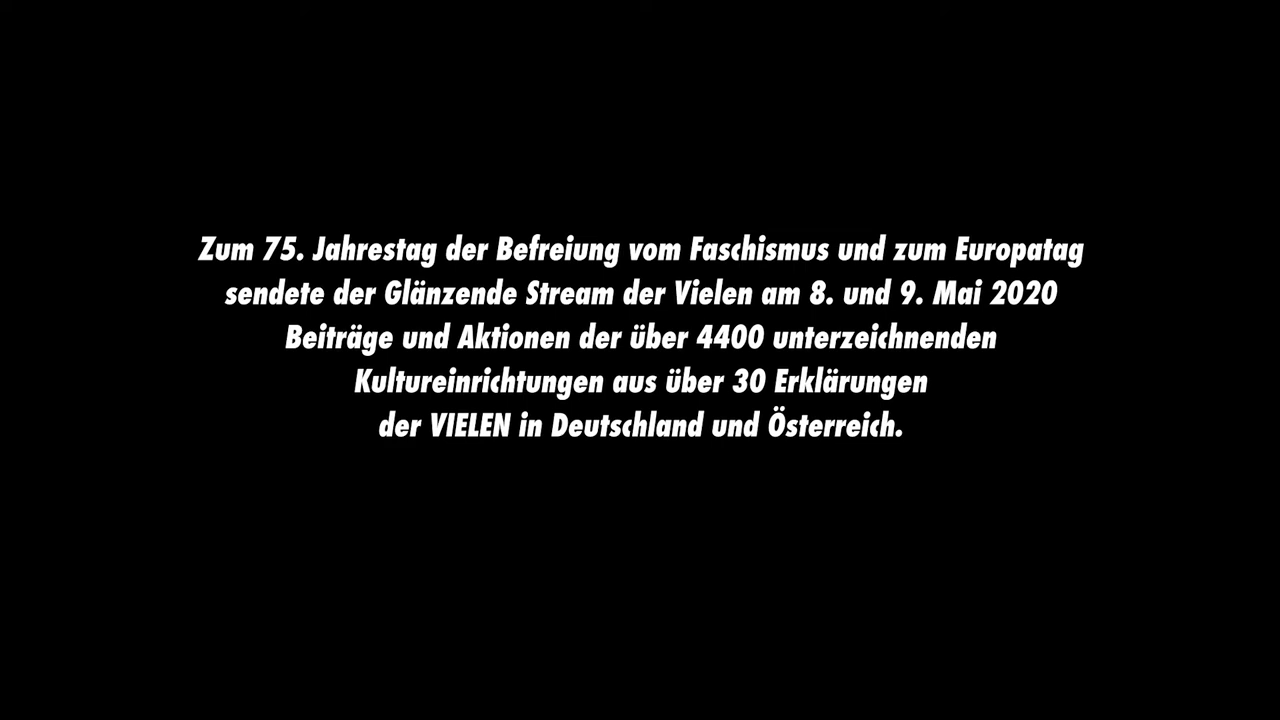 Zum 75. Jahrestag der Befreiung vom Faschismus und zum Europatag
sendete der Glänzende Stream der Vielen am 8. und 9. Mai 2020
Beiträge und Aktionen der über 4400 unterzeichnenden
Kultureinrichtungen aus über 30 Erklärungen
der VIELEN in Deutschland und Österreich.